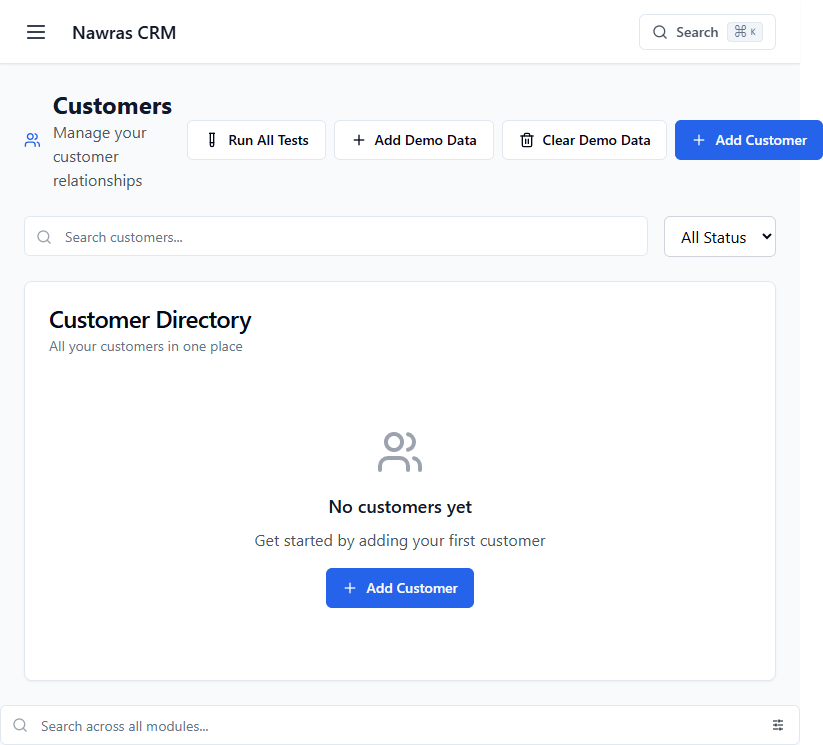 Nawras CRM
Search ⌘ K
Customers
Manage your
customer
relationships
Run All Tests
Add Demo Data
Clear Demo Data
Add Customer
Search customers...
All Status
Customer Directory
All your customers in one place
No customers yet
Get started by adding your first customer
Add Customer
Search across all modules...